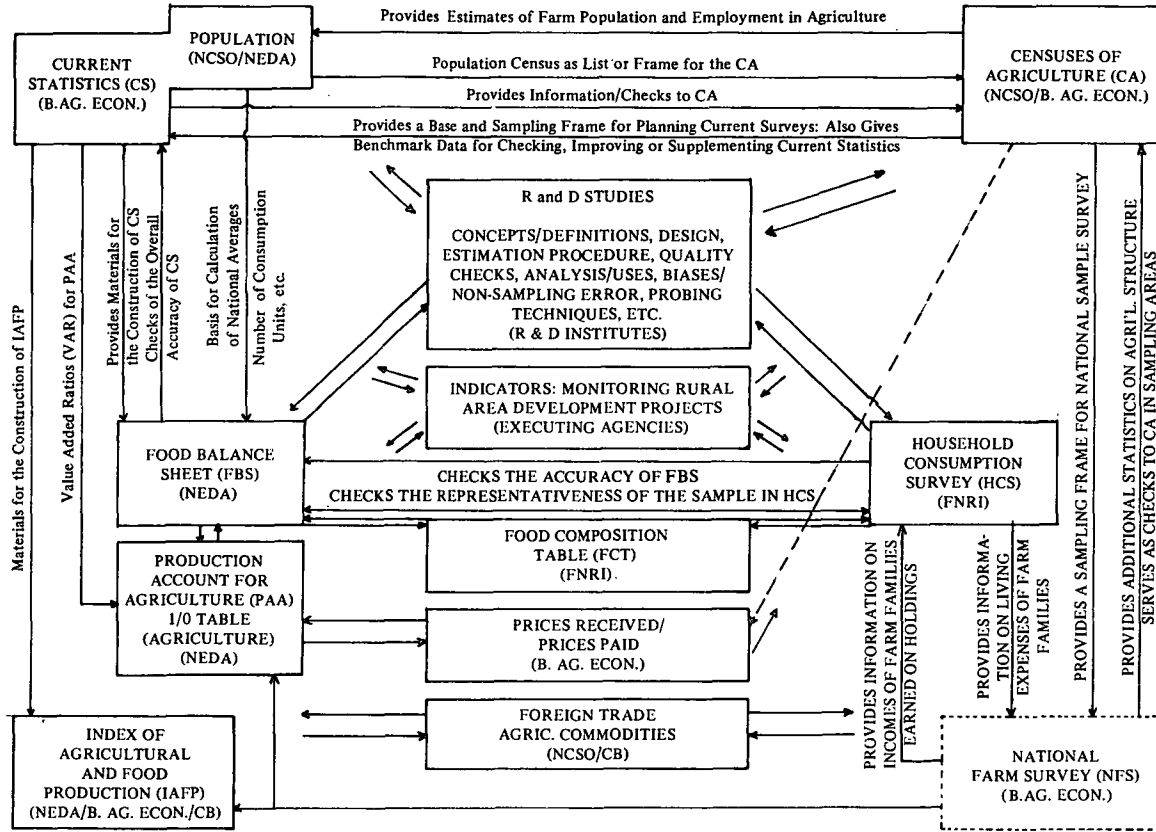 Provides Estimates of Farm Population and Employment in Agriculture
POPULATION
(NCSO/NEDA)
CURRENT
STATISTICS (CS)
(B.AG. ECON.)
CENSUSES OF
AGRICULTURE (CA)
(NCSO/B. AG. ECON.)
Population Census as List or Frame for the CA
Provides Information/Checks to CA
Provides a Base and Sampling Frame for Planning Current Surveys: Also Gives
Benchmark Data for Checking, Improving or Supplementing Current Statistics
Materials for the Construction of IAFP
Value Added Ratios (VAR) for PAA
Provides Materials for
the Construction of CS
Checks of the Overall
Accuracy of CS
Basis for Calculation
of National Averages
Number of Consumption
Units, etc.
R and D STUDIES
CONCEPTS/DEFINITIONS, DESIGN,
ESTIMATION PROCEDURE, QUALITY
CHECKS, ANALYSIS/USES, BIASES/
NON-SAMPLING ERROR, PROBING
TECHNIQUES, ETC.
(R & D INSTITUTES)
INDICATORS: MONITORING RURAL
AREA DEVELOPMENT PROJECTS
(EXECUTING AGENCIES)
FOOD BALANCE
SHEET (FBS)
(NEDA)
CHECKS THE ACCURACY OF FBS
CHECKS THE REPRESENTATIVENESS OF THE SAMPLE IN HCS
HOUSEHOLD
CONSUMPTION
SURVEY (HCS)
(FNRI)
FOOD COMPOSITION
TABLE (FCT)
(FNRI).
PRODUCTION
ACCOUNT FOR
AGRICULTURE (PAA)
1/0 TABLE
(AGRICULTURE)
(NEDA)
PRICES RECEIVED/
PRICES PAID
(B. AG. ECON.)
FOREIGN TRADE
AGRIC. COMMODITIES
(NCSO/CB)
PROVIDES INFORMATION ON
INCOMES OF FARM FAMILIES
EARNED ON HOLDINGS
PROVIDES INFORMA-
TION ON LIVING
EXPENSES OF FARM
FAMILIES
PROVIDES A SAMPLING FRAME FOR NATIONAL SAMPLE SURVEY
PROVIDES ADDITIONAL STATISTICS ON AGRI'L. STRUCTURE
SERVES AS CHECKS TO CA IN SAMPLING AREAS
INDEX OF
AGRICULTURAL
AND FOOD
PRODUCTION (IAFP)
(NEDA/B. AG. ECON./CB)
NATIONAL
FARM SURVEY (NFS)
(B.AG. ECON.)